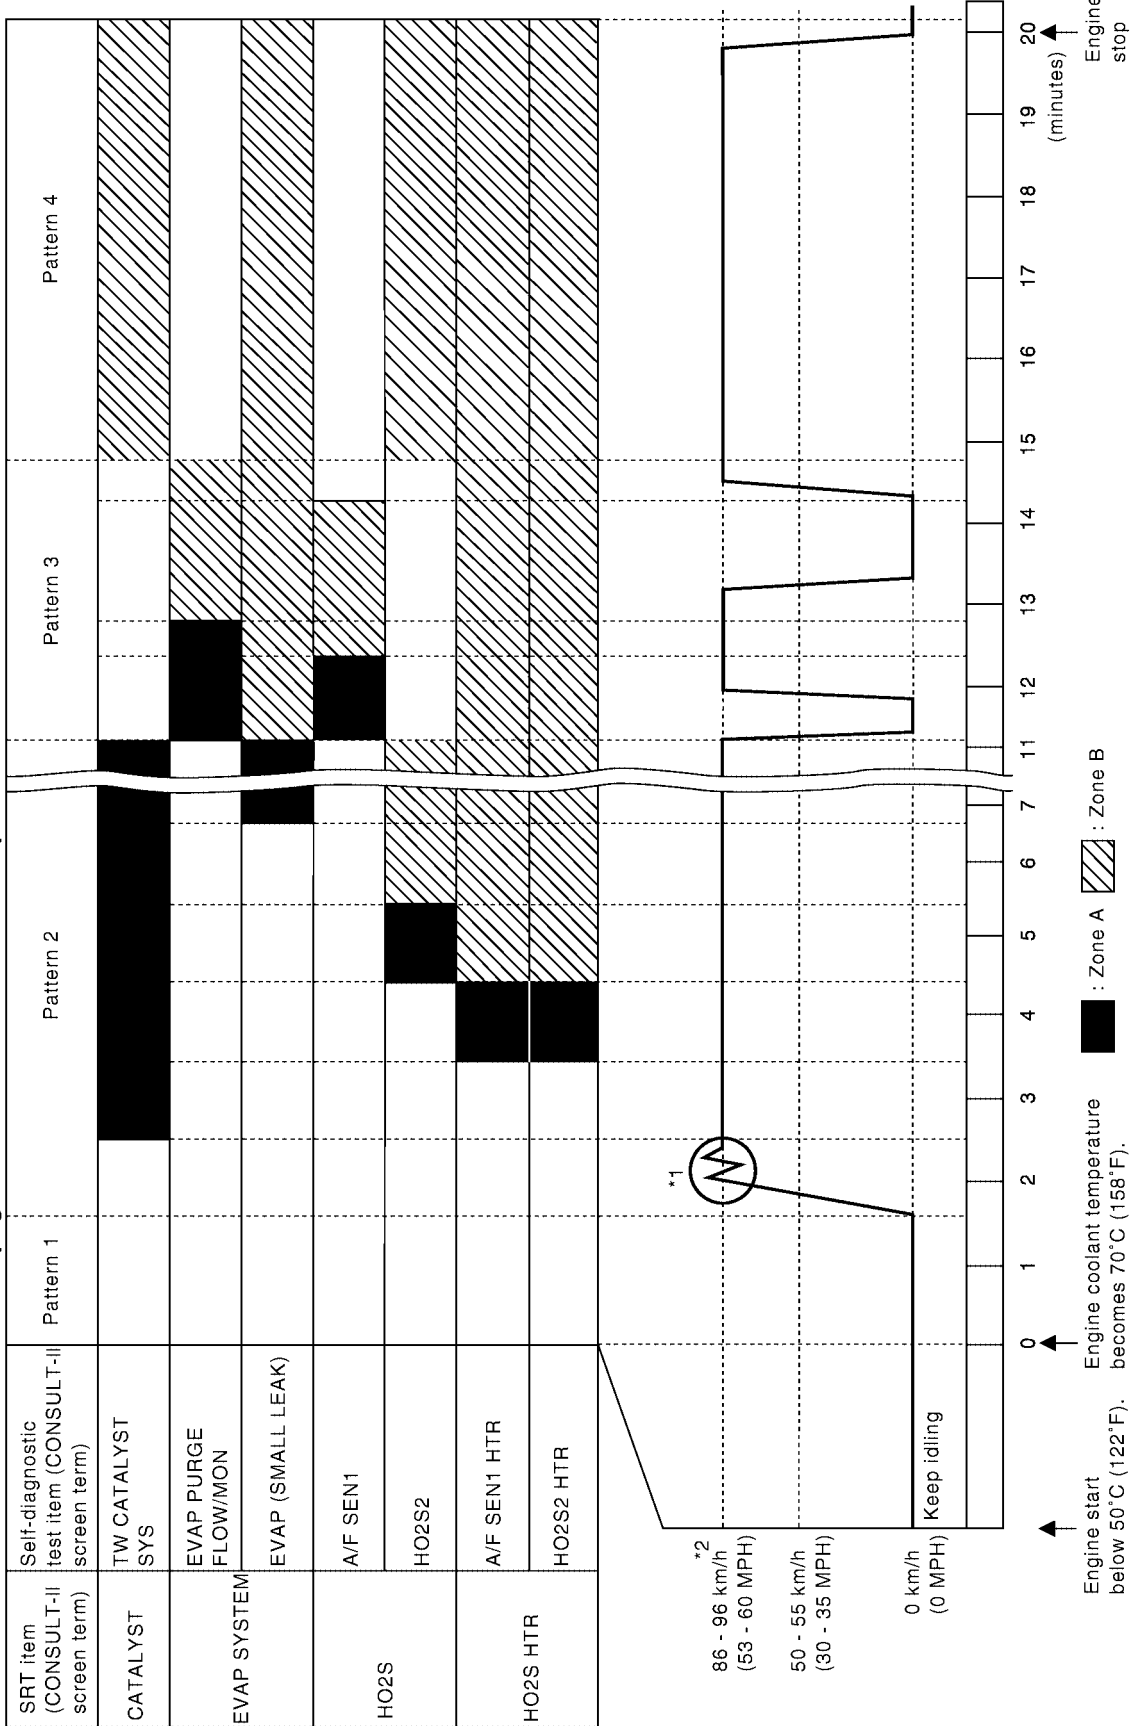 SRT item
(CONSULT-II
screen term)
Self-diagnostic
test item (CONSULT-II
screen term)
Pattern 1
Pattern 2
Pattern 3
Pattern 4
CATALYST
TW CATALYST
SYS
EVAP SYSTEM
EVAP PURGE
FLOW/MON
EVAP (SMALL LEAK)
HO2S
A/F SEN1
HO2S2
HO2S HTR
A/F SEN1 HTR
HO2S2 HTR
*1
*2
86 - 96 km/h
(53 - 60 MPH)
50 - 55 km/h
(30 - 35 MPH)
0 km/h
(0 MPH)
Keep idling
0 1 2 3 4 5 6 7 11 12 13 14 15 16 17 18 19 20
(minutes)
Engine start
below 50°C (122°F).
Engine coolant temperature
becomes 70°C (158°F).
: Zone A
: Zone B
Engine
stop